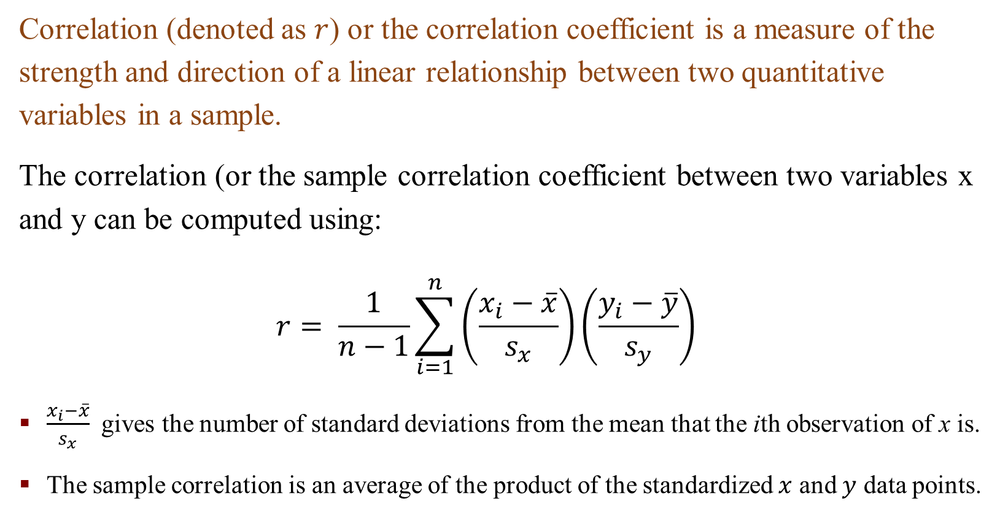 Correlation (denoted as r) or the correlation coefficient is a measure of the
strength and direction of a linear relationship between two quantitative
variables in a sample.
The correlation (or the sample correlation coefficient between two variables x
and y can be computed using:
r = \frac{1}{n-1} \sum_{i=1}^{n} \left( \frac{x_i - \bar{x}}{s_x} \right) \left( \frac{y_i - \bar{y}}{s_y} \right)
▪ \frac{x_i - \bar{x}}{s_x} gives the number of standard deviations from the mean that the ith observation of x is.
▪ The sample correlation is an average of the product of the standardized x and y data points.